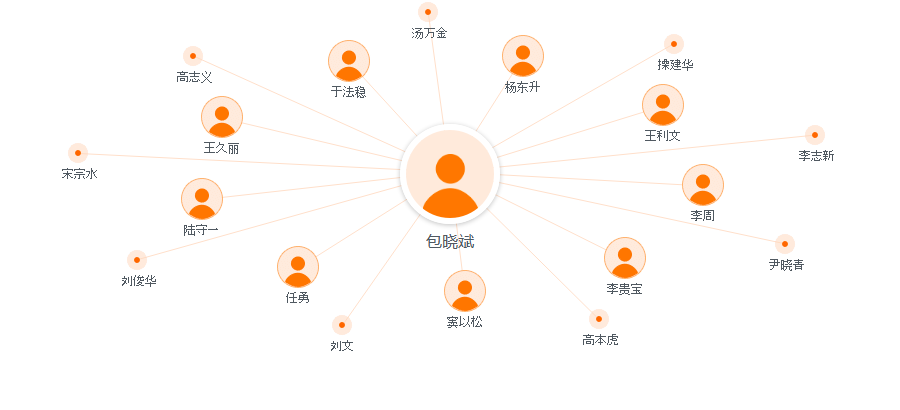 汤万金
高志义
于法稳
杨东升
揲建华
王久丽
王利文
宋宗水
李志新
陆守一
李周
包晓斌
刘俊华
任勇
窦以松
李贵宝
尹晓青
刘文
高本虎